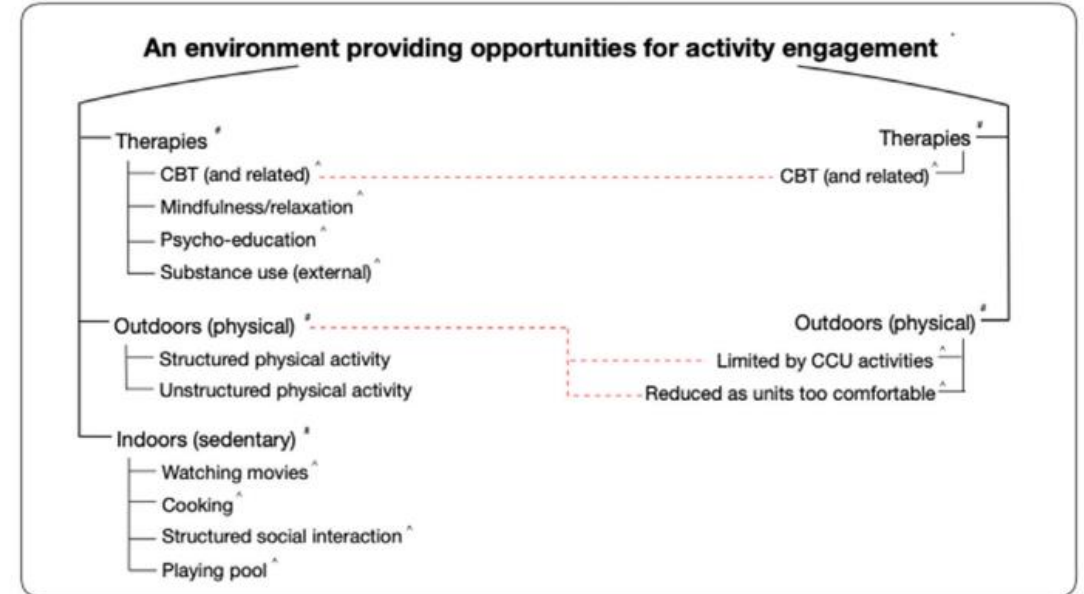 An environment providing opportunities for activity engagement *
Therapies #
CBT (and related) ^
Mindfulness/relaxation ^
Psycho-education ^
Substance use (external) ^
Outdoors (physical) #
Structured physical activity
Unstructured physical activity
Indoors (sedentary) #
Watching movies ^
Cooking ^
Structured social interaction ^
Playing pool ^
Therapies #
CBT (and related) ^
Outdoors (physical) #
Limited by CCU activities ^
Reduced as units too comfortable ^